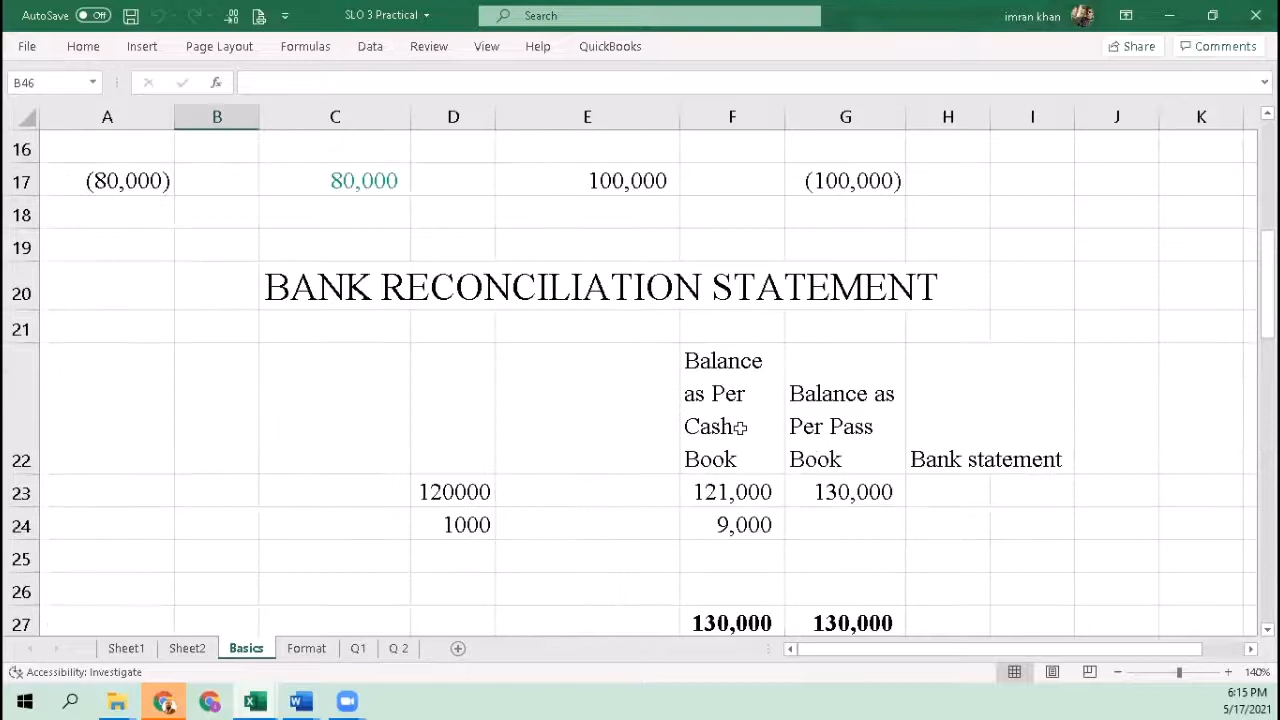 AutoSave Off SLO 3 Practical Search imran khan
File Home Insert Page Layout Formulas Data Review View Help QuickBooks Share Comments
B46 fx
A B C D E F G H I J K
16
17 (80,000) 80,000 100,000 (100,000)
18
19
20 BANK RECONCILIATION STATEMENT
21
Balance
as Per Balance as
Cash Per Pass
22 Book Book Bank statement
23 120000 121,000 130,000
24 1000 9,000
25
26
27 130,000 130,000
Sheet1 Sheet2 Basics Format Q1 Q 2
Accessibility: Investigate 140%
6:15 PM
5/17/2021